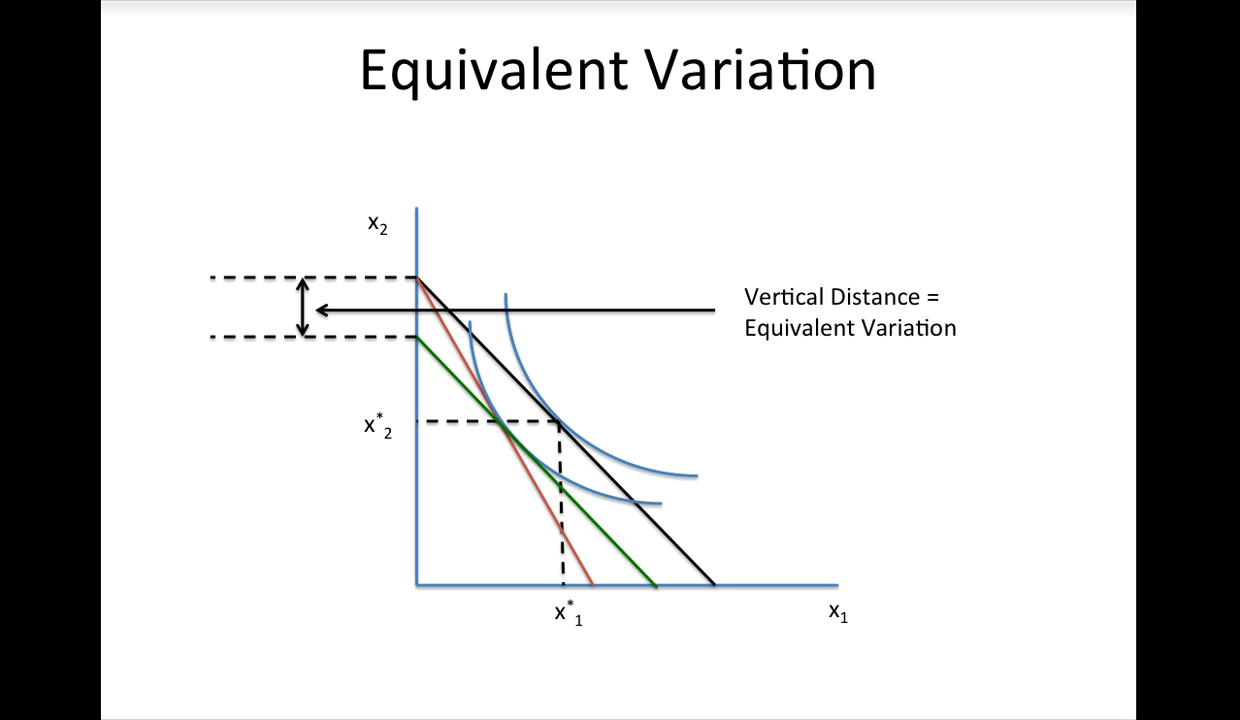 Equivalent Variation
x2
Vertical Distance =
Equivalent Variation
x*2
x*1
x1